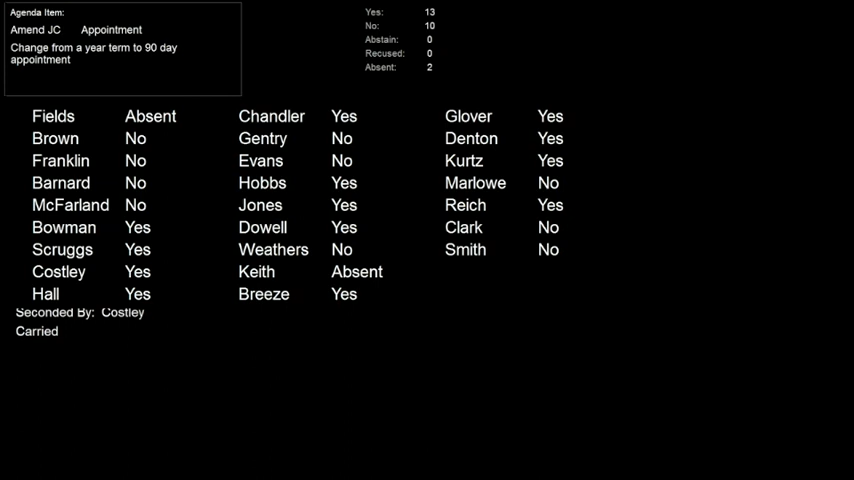 Agenda Item:
Amend JC Appointment
Change from a year term to 90 day
appointment
Yes: 13
No: 10
Abstain: 0
Recused: 0
Absent: 2
Fields Absent Chandler Yes Glover Yes
Brown No Gentry No Denton Yes
Franklin No Evans No Kurtz Yes
Barnard No Hobbs Yes Marlowe No
McFarland No Jones Yes Reich Yes
Bowman Yes Dowell Yes Clark No
Scruggs Yes Weathers No Smith No
Costley Yes Keith Absent
Hall Yes Breeze Yes
Seconded By: Costley
Carried